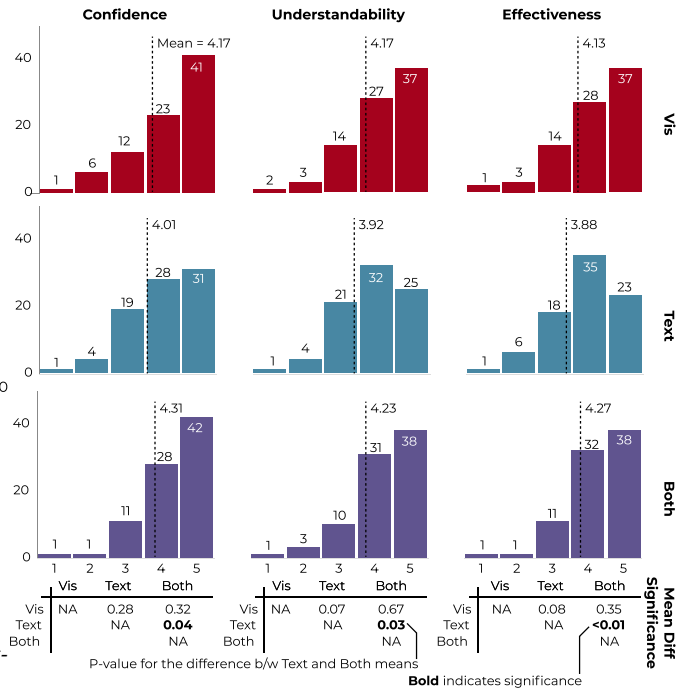 Confidence Understandability Effectiveness
Mean = 4.17 4.17 4.13
40 20 0
1 6 12 23 41
2 3 14 27 37
1 3 14 28 37
Vis
4.01 3.92 3.88
40 20 0
1 4 19 28 31
1 4 21 32 25
1 6 18 35 23
Text
0
4.31 4.23 4.27
40 20 0
1 1 11 28 42
1 3 10 31 38
1 1 11 32 38
Both
1 2 3 4 5 1 2 3 4 5 1 2 3 4 5
Vis Text Both Vis Text Both Vis Text Both
Vis NA 0.28 0.32 Vis NA 0.07 0.67 Vis NA 0.08 0.35
Text NA 0.04 Text NA 0.03 Text NA <0.01
Both NA Both NA Both NA
Mean Diff
Significance
P-value for the difference b/w Text and Both means
Bold indicates significance